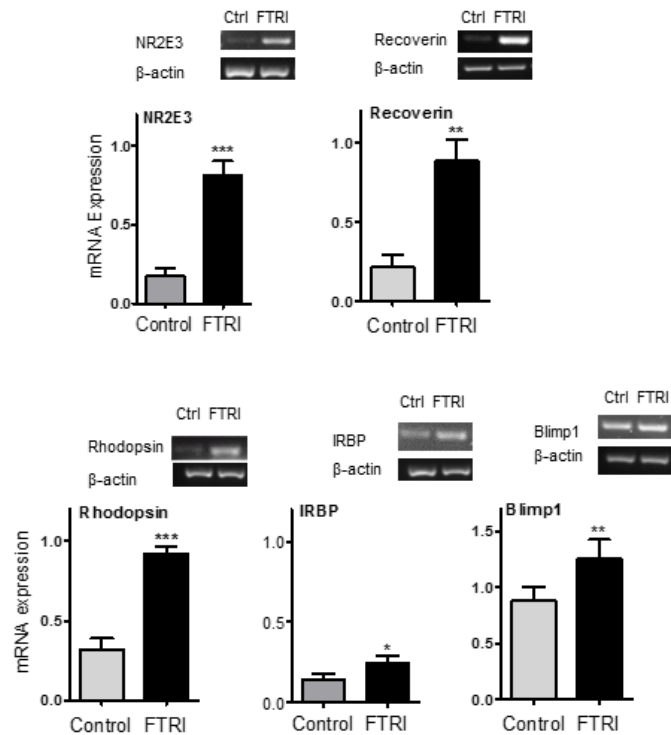 Ctrl FTRI
NR2E3
β-actin
NR2E3
1.0
0.5
0.0
mRNA Expression
***
Control FTRI
Ctrl FTRI
Recoverin
β-actin
Recoverin
1.0
0.5
0.0
**
Control FTRI
Ctrl FTRI
Rhodopsin
β-actin
Rhodopsin
1.0
0.5
0.0
mRNA expression
***
Control FTRI
Ctrl FTRI
IRBP
β-actin
IRBP
1.0
0.5
0.0
*
Control FTRI
Ctrl FTRI
Blimp1
β-actin
Blimp1
1.5
1.0
0.5
0.0
**
Control FTRI